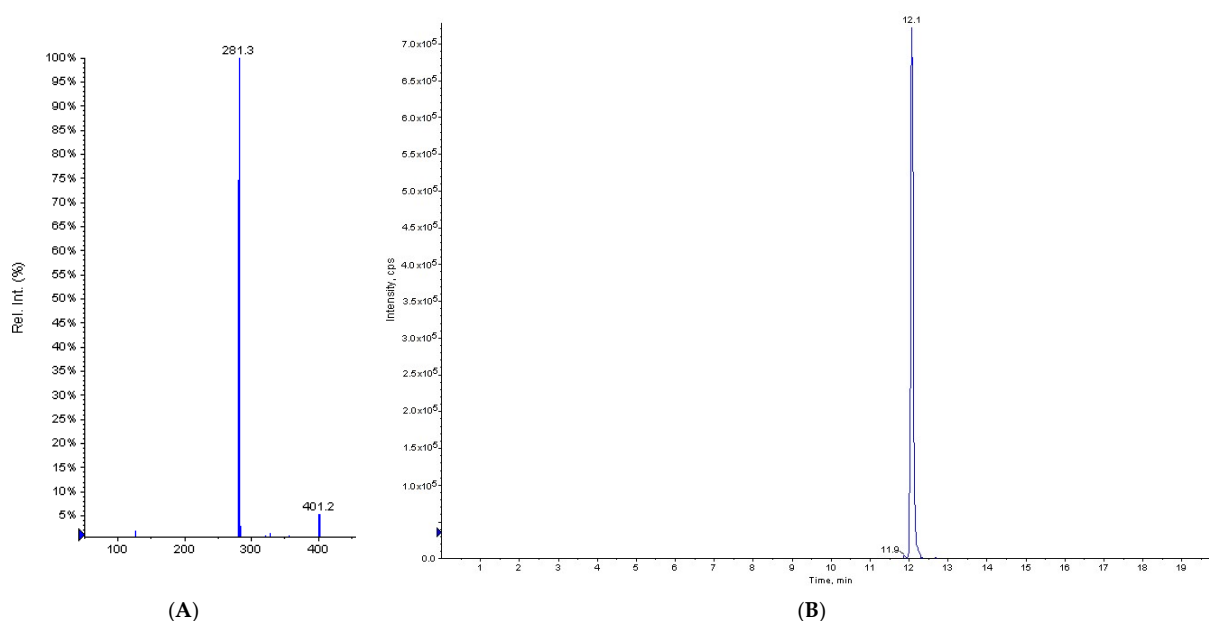 281.3
100%
95%
90%
85%
80%
75%
70%
65%
60%
55%
50%
45%
40%
35%
30%
25%
20%
15%
10%
5%
401.2
Rel. Int. (%)
100 200 300 400
(A)
12.1
7.0x10⁵
6.5x10⁵
6.0x10⁵
5.5x10⁵
5.0x10⁵
4.5x10⁵
4.0x10⁵
3.5x10⁵
3.0x10⁵
2.5x10⁵
2.0x10⁵
1.5x10⁵
1.0x10⁵
0.0
11.9
Intensity, cps
1 2 3 4 5 6 7 8 9 10 11 12 13 14 15 16 17 18 19
Time, min
(B)